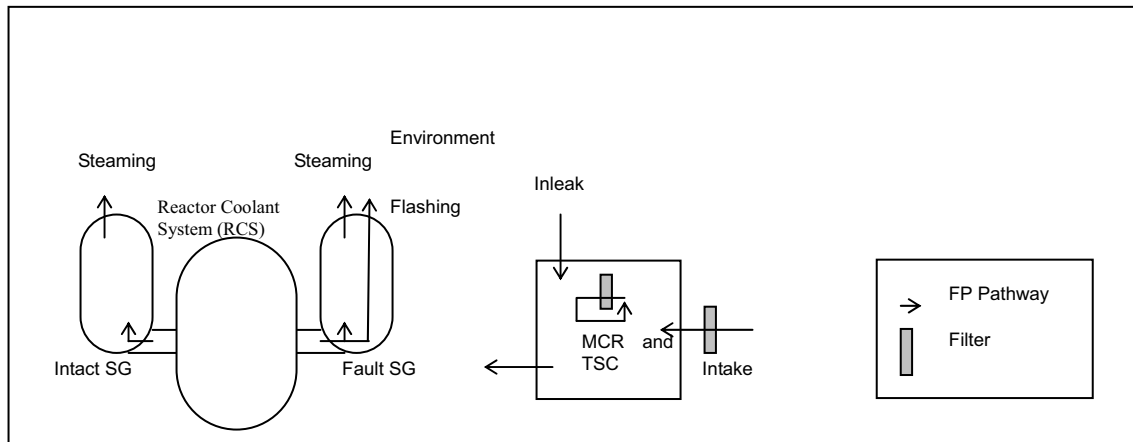 Environment
Steaming
Steaming
Inleak
Reactor Coolant
System (RCS)
Flashing
FP Pathway
Filter
MCR and
TSC
Intact SG
Fault SG
Intake